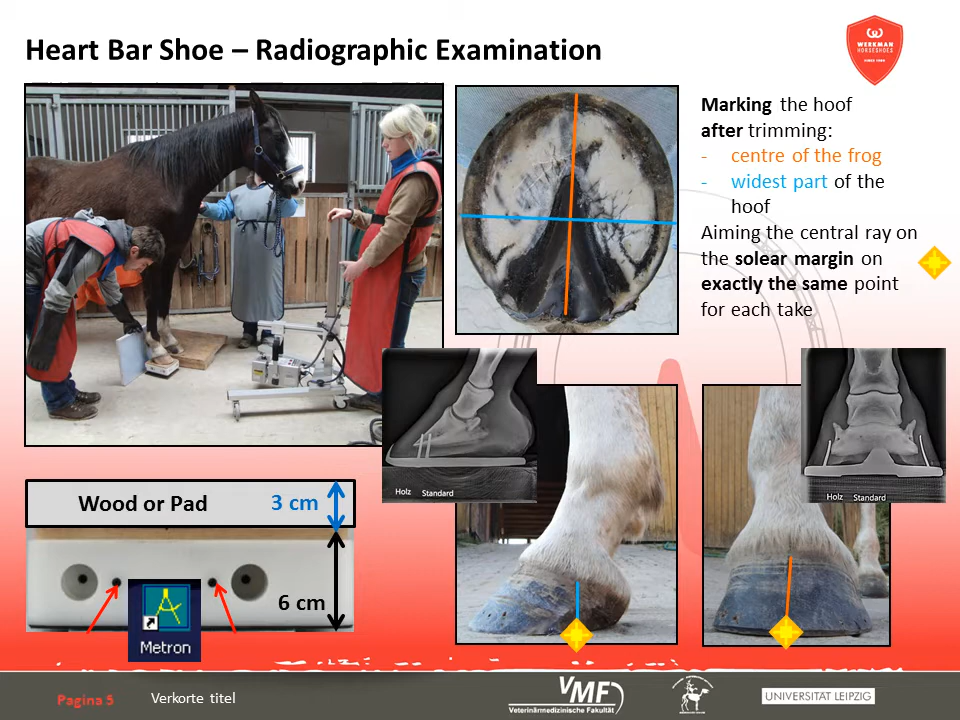 Heart Bar Shoe – Radiographic Examination
WERKMAN
HORSESHOES
Marking the hoof
after trimming:
- centre of the frog
- widest part of the
hoof
Aiming the central ray on
the solear margin on
exactly the same point
for each take
Holz Standard
Holz Standard
Wood or Pad 3 cm
6 cm
Metron
Pagina 5 Verkorte titel
VMF
Veterinärmedizinische Fakultät
UNIVERSITÄT LEIPZIG